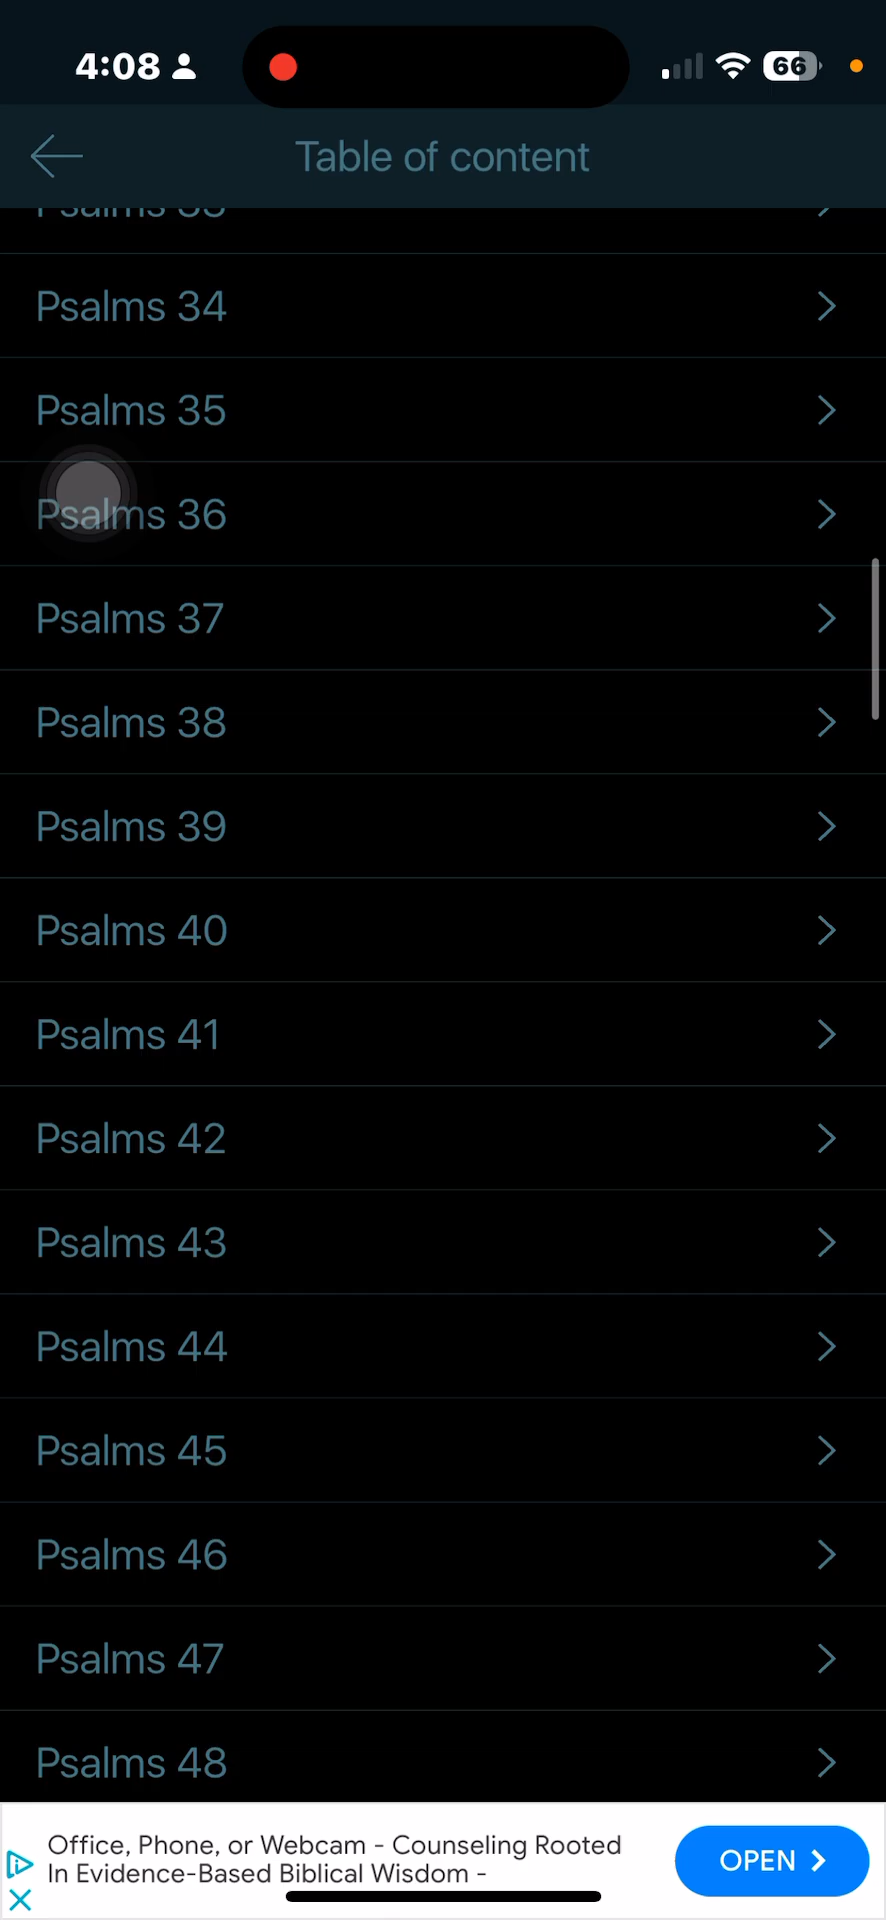 4:08
66
Table of content
Psalms 34
Psalms 35
Psalms 36
Psalms 37
Psalms 38
Psalms 39
Psalms 40
Psalms 41
Psalms 42
Psalms 43
Psalms 44
Psalms 45
Psalms 46
Psalms 47
Psalms 48
Office, Phone, or Webcam - Counseling Rooted
In Evidence-Based Biblical Wisdom -
OPEN